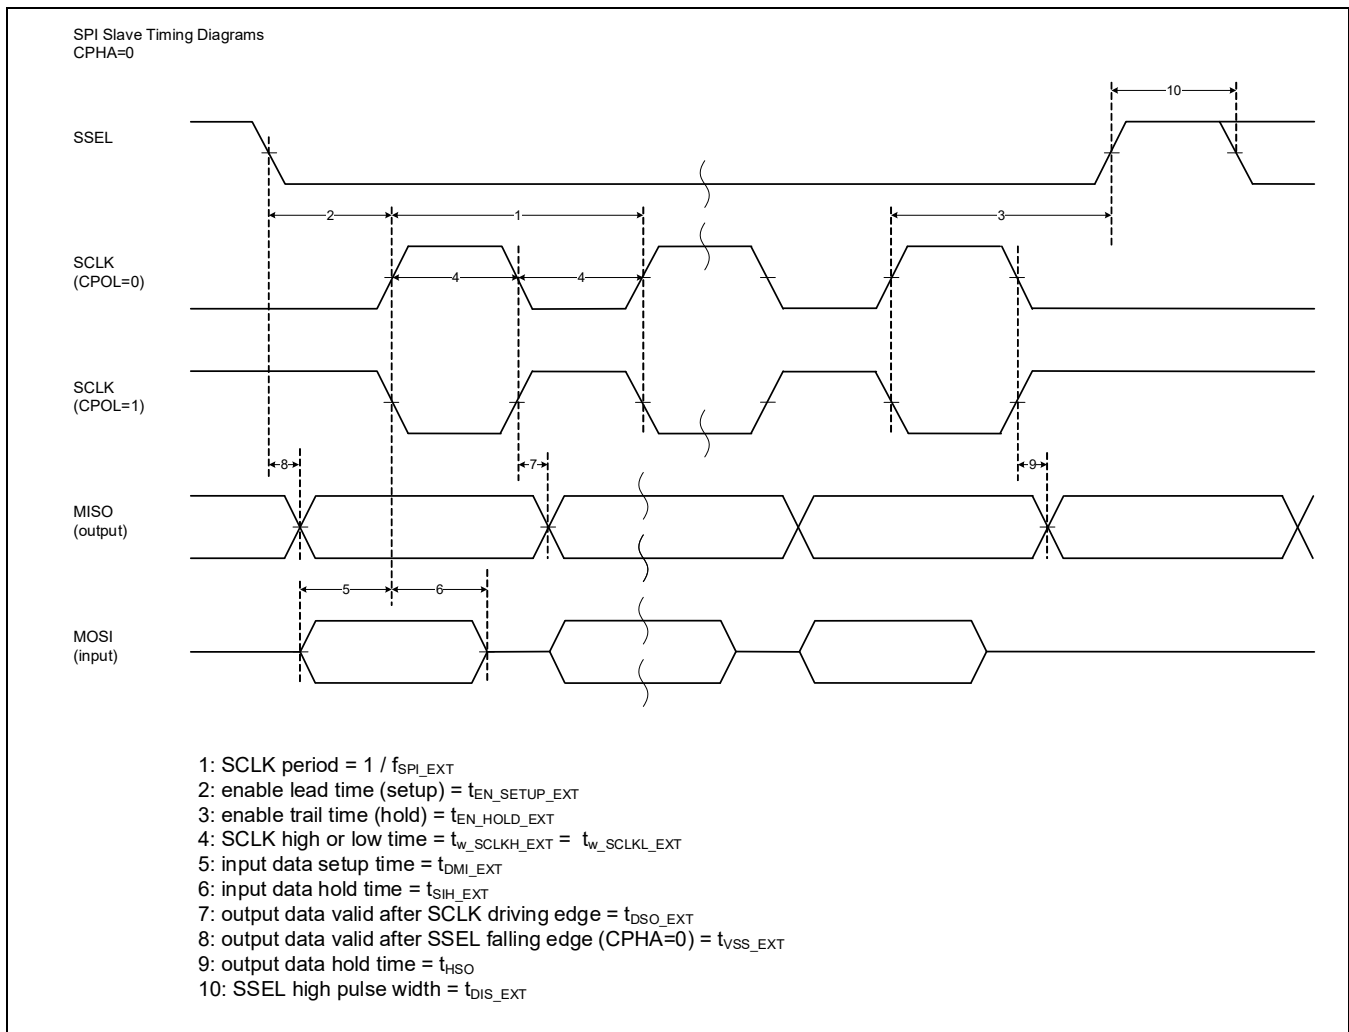 SPI Slave Timing Diagrams
CPHA=0
10
SSEL
2
1
3
SCLK
(CPOL=0)
4
4
SCLK
(CPOL=1)
8
7
9
MISO
(output)
5
6
MOSI
(input)
1: SCLK period = 1 / fSPI_EXT
2: enable lead time (setup) = tEN_SETUP_EXT
3: enable trail time (hold) = tEN_HOLD_EXT
4: SCLK high or low time = tw_SCLKH_EXT = tw_SCLKL_EXT
5: input data setup time = tDMI_EXT
6: input data hold time = tSIH_EXT
7: output data valid after SCLK driving edge = tDSO_EXT
8: output data valid after SSEL falling edge (CPHA=0) = tVSS_EXT
9: output data hold time = tHSO
10: SSEL high pulse width = tDIS_EXT